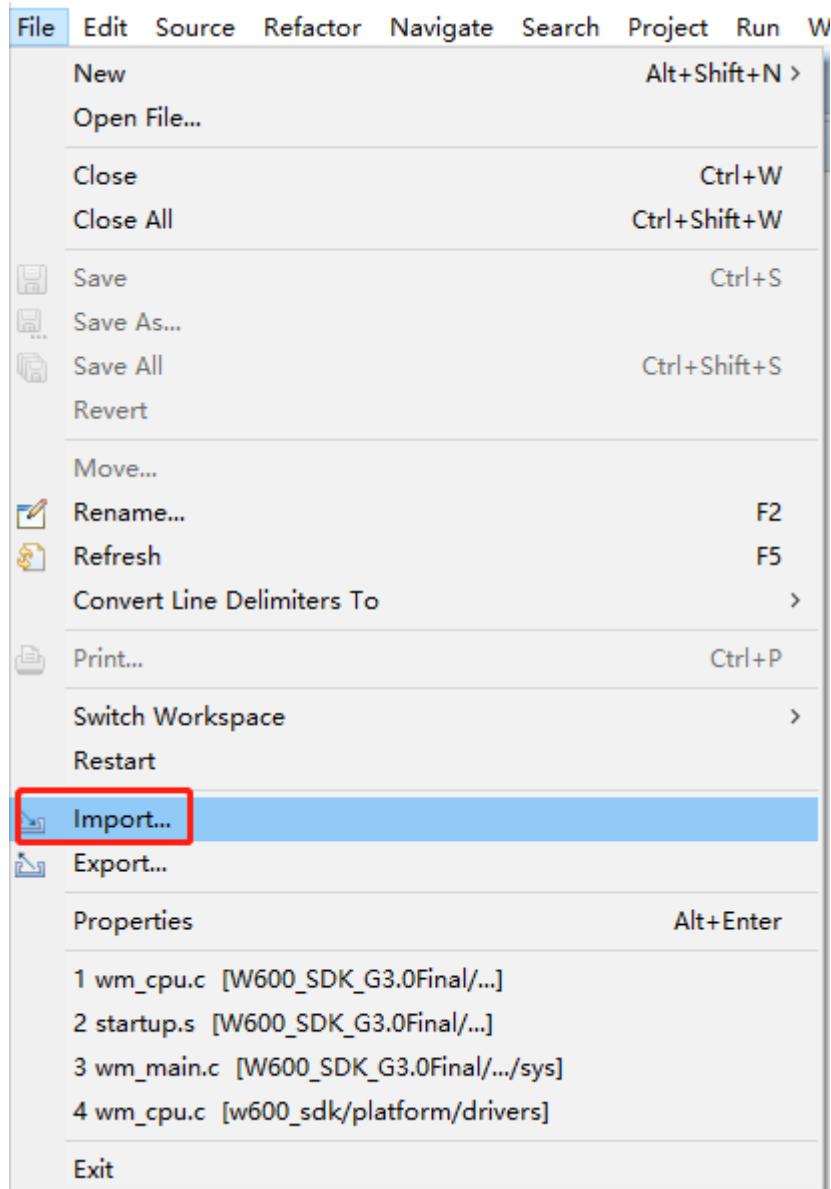 File Edit Source Refactor Navigate Search Project Run W
New Alt+Shift+N >
Open File...
Close Ctrl+W
Close All Ctrl+Shift+W
Save Ctrl+S
Save As...
Save All Ctrl+Shift+S
Revert
Move...
Rename... F2
Refresh F5
Convert Line Delimiters To >
Print... Ctrl+P
Switch Workspace >
Restart
Import...
Export...
Properties Alt+Enter
1 wm_cpu.c [W600_SDK_G3.0Final/...]
2 startup.s [W600_SDK_G3.0Final/...]
3 wm_main.c [W600_SDK_G3.0Final/.../sys]
4 wm_cpu.c [w600_sdk/platform/drivers]
Exit